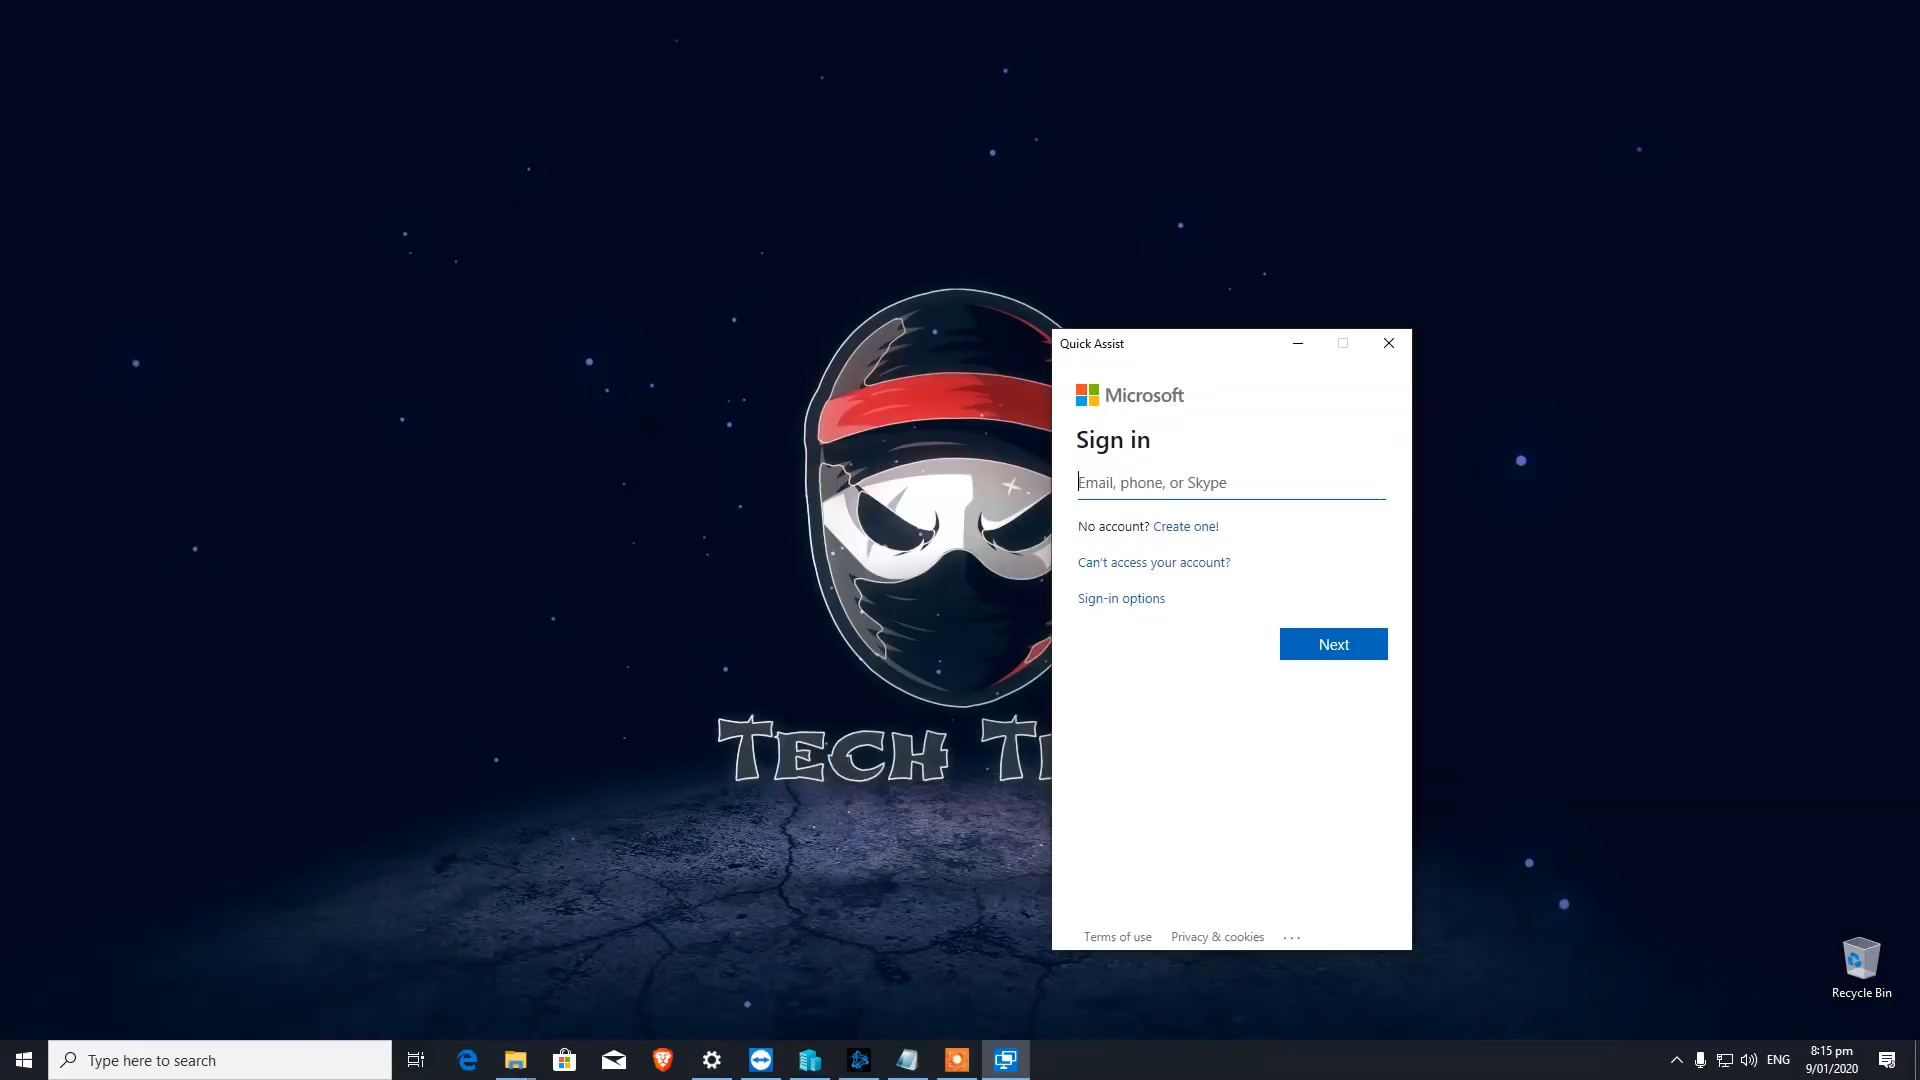 Quick Assist
Microsoft
Sign in
Email, phone, or Skype
No account? Create one!
Can't access your account?
Sign-in options
Next
Terms of use Privacy & cookies ...
TECH
Recycle Bin
Type here to search
ENG
8:15 pm
9/01/2020